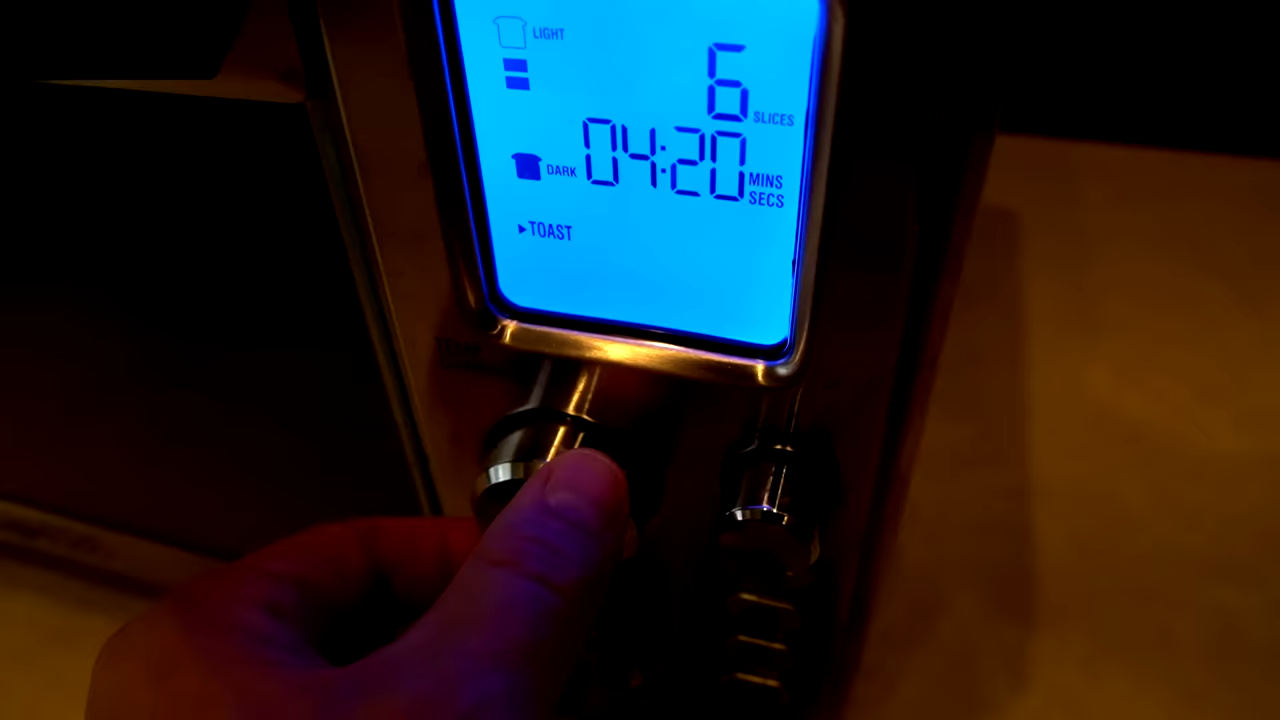 LIGHT
6 SLICES
DARK 04:20 MINS
SECS
▸TOAST